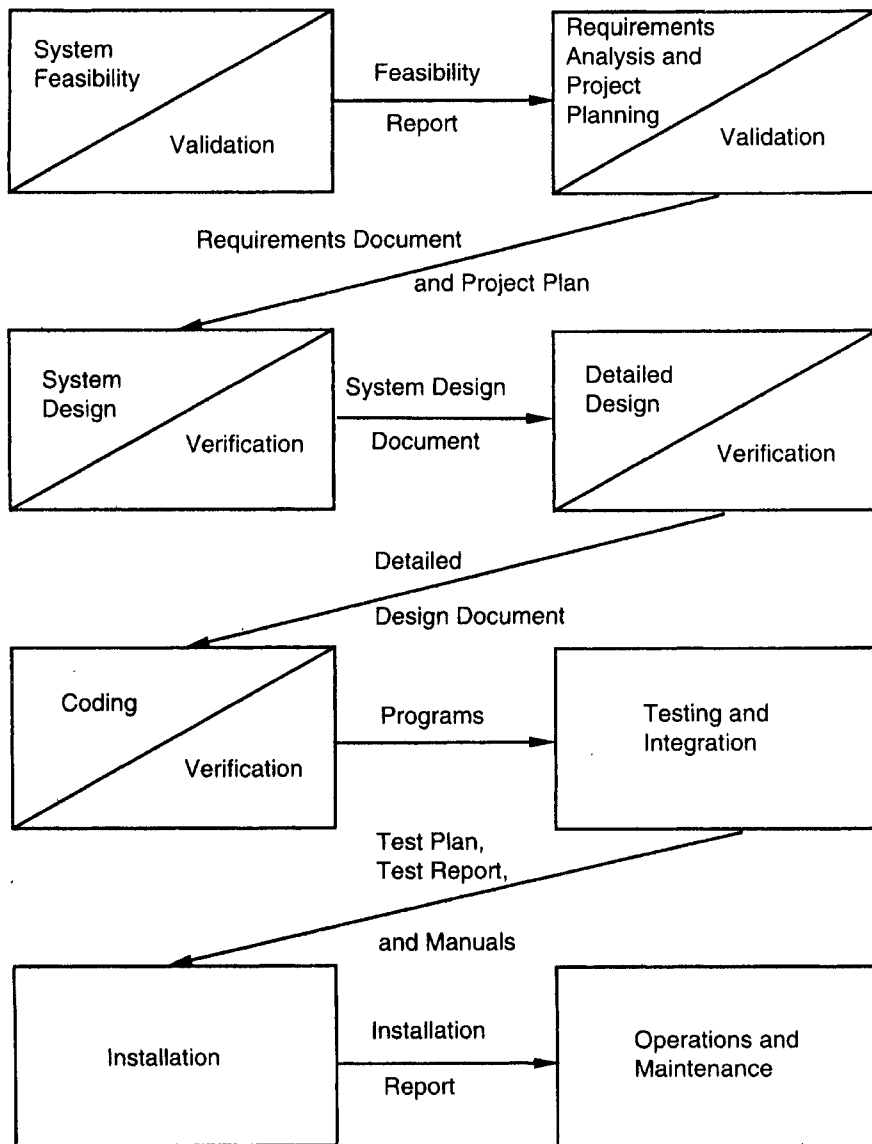 System
Feasibility
Validation
Feasibility
Report
Requirements
Analysis and
Project
Planning
Validation
Requirements Document
and Project Plan
System
Design
Verification
System Design
Document
Detailed
Design
Verification
Detailed
Design Document
Coding
Verification
Programs
Testing and
Integration
Test Plan,
Test Report,
and Manuals
Installation
Installation
Report
Operations and
Maintenance